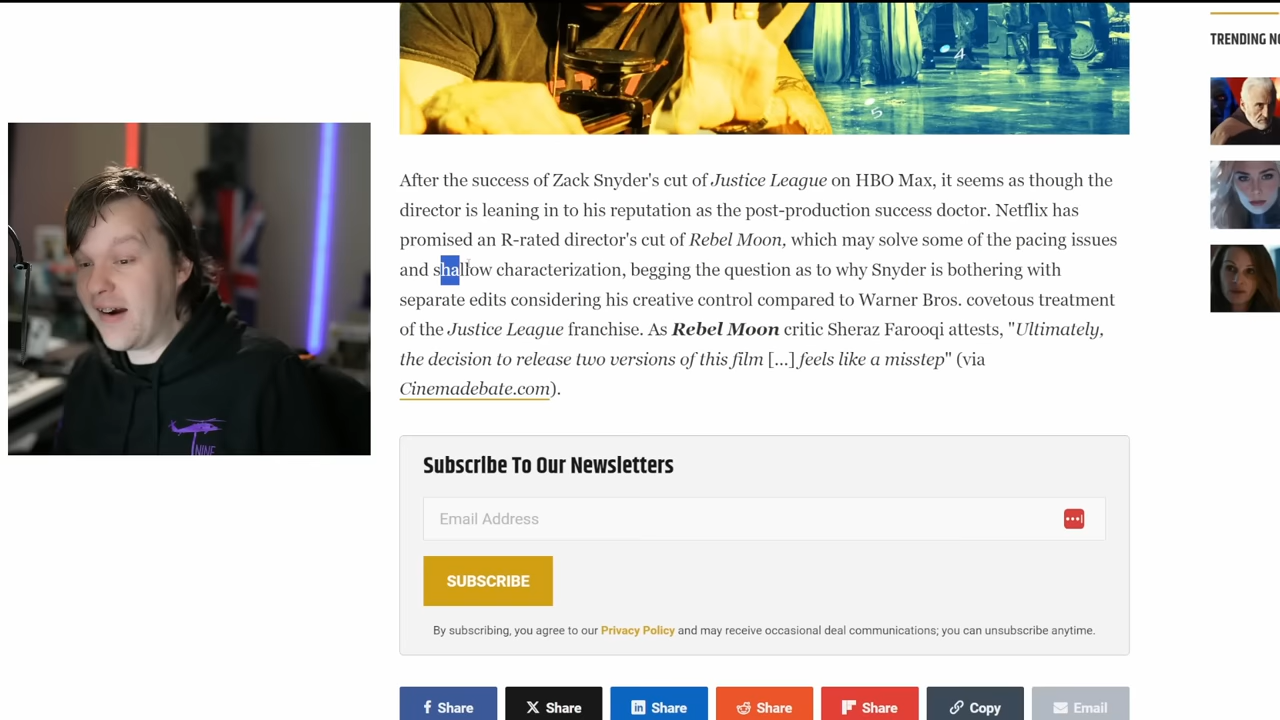 4
5
TRENDING NO
After the success of Zack Snyder's cut of Justice League on HBO Max, it seems as though the
director is leaning in to his reputation as the post-production success doctor. Netflix has
promised an R-rated director's cut of Rebel Moon, which may solve some of the pacing issues
and shallow characterization, begging the question as to why Snyder is bothering with
separate edits considering his creative control compared to Warner Bros. covetous treatment
of the Justice League franchise. As Rebel Moon critic Sheraz Farooqi attests, "Ultimately,
the decision to release two versions of this film [...] feels like a misstep" (via
Cinemadebate.com).
NINE
Subscribe To Our Newsletters
Email Address
SUBSCRIBE
By subscribing, you agree to our Privacy Policy and may receive occasional deal communications; you can unsubscribe anytime.
Share
Share
Share
Share
Share
Copy
Email